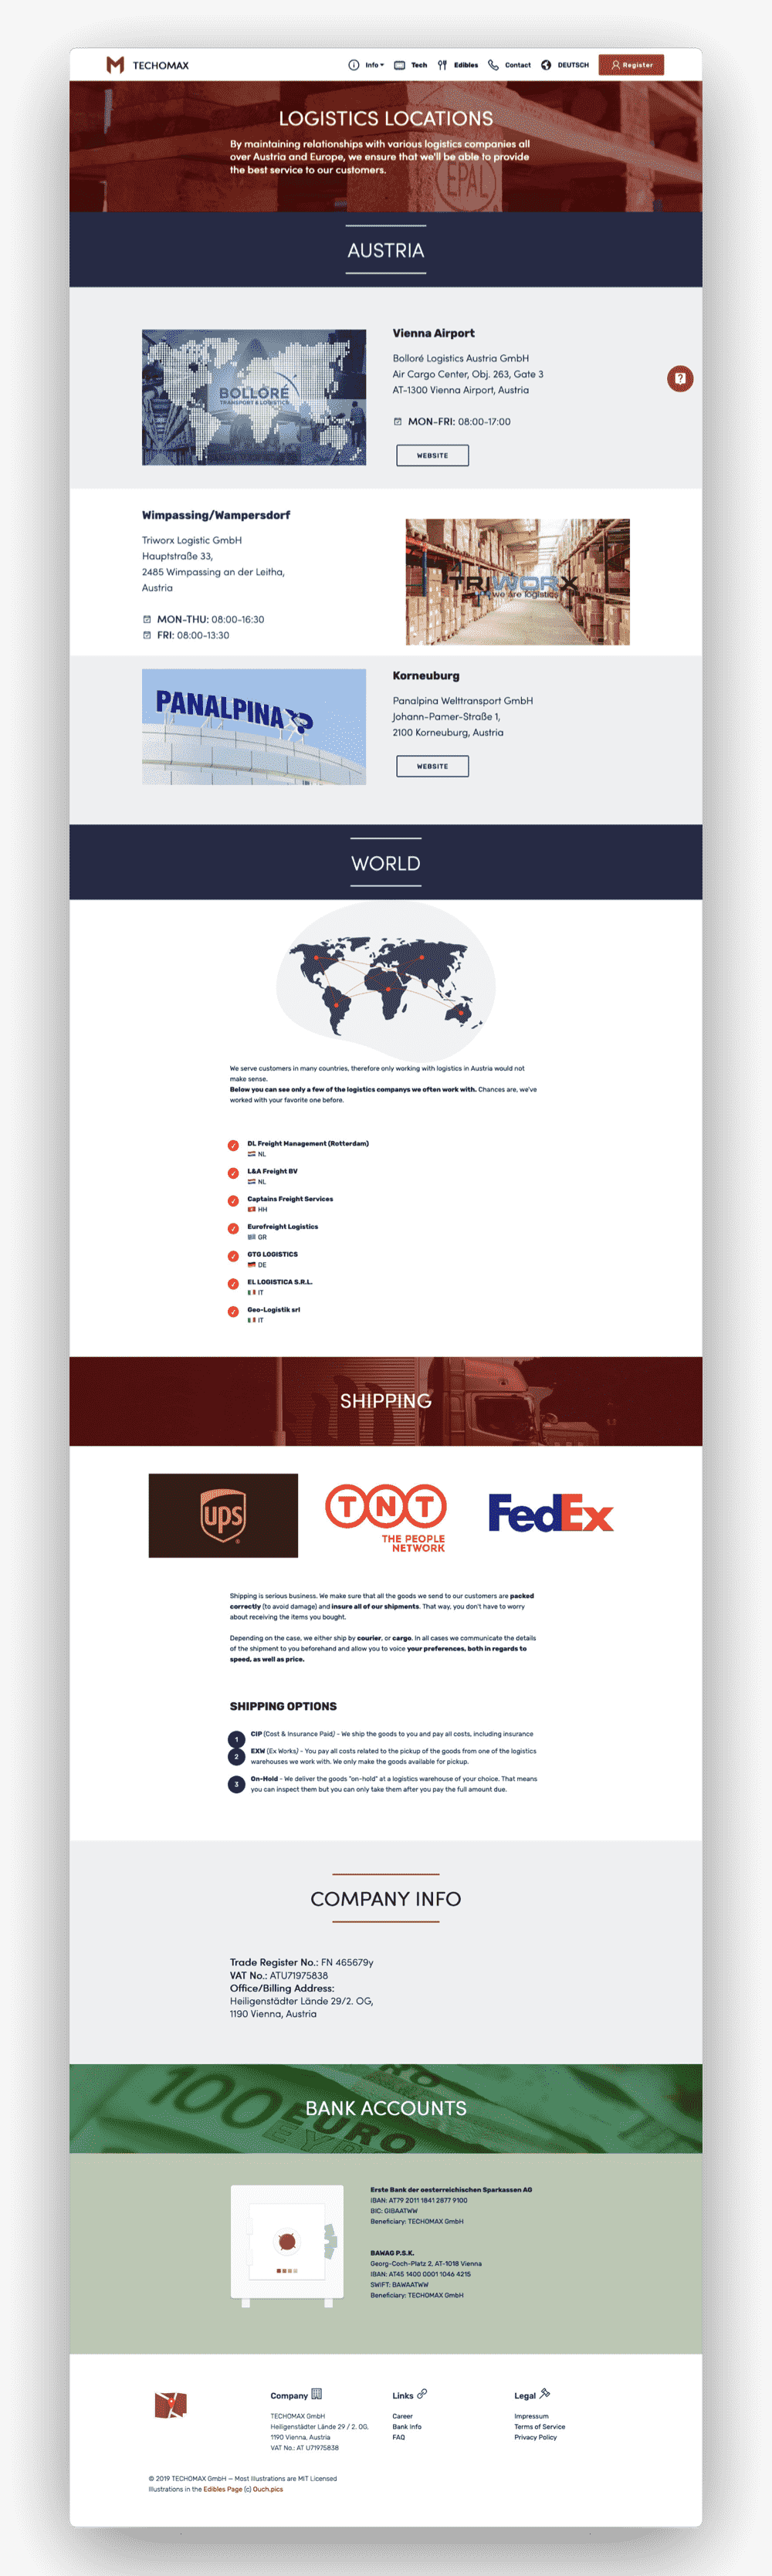 TECHOMAX
Info
Tech
Edibles
Contact
DEUTSCH
Register
LOGISTICS LOCATIONS
By maintaining relationships with various logistics companies all
over Austria and Europe, we ensure that we'll be able to provide
the best service to our customers.
EPAL
AUSTRIA
BOLLORÉ
TRANSPORT & LOGISTICS
Vienna Airport
Bolloré Logistics Austria GmbH
Air Cargo Center, Obj. 263, Gate 3
AT-1300 Vienna Airport, Austria
MON-FRI: 08:00-17:00
WEBSITE
Wimpassing/Wampersdorf
Triworx Logistic GmbH
Hauptstraße 33,
2485 Wimpassing an der Leitha,
Austria
MON-THU: 08:00-16:30
FRI: 08:00-13:30
TRIWORX
we are logistics
PANALPINA
Korneuburg
Panalpina Welttransport GmbH
Johann-Pamer-Straße 1,
2100 Korneuburg, Austria
WEBSITE
WORLD
We serve customers in many countries, therefore only working with logistics in Austria would not
make sense.
Below you can see only a few of the logistics companys we often work with. Chances are, we've
worked with your favorite one before.
DL Freight Management (Rotterdam)
NL
L&A Freight BV
NL
Captains Freight Services
HH
Eurofreight Logistics
GR
GTG LOGISTICS
DE
EL LOGISTICA S.R.L.
IT
Geo-Logistik srl
IT
SHIPPING
ups
TNT
THE PEOPLE
NETWORK
FedEx
Shipping is serious business. We make sure that all the goods we send to our customers are packed
correctly (to avoid damage) and insure all of our shipments. That way, you don't have to worry
about receiving the items you bought.
Depending on the case, we either ship by courier, or cargo. In all cases we communicate the details
of the shipment to you beforehand and allow you to voice your preferences, both in regards to
speed, as well as price.
SHIPPING OPTIONS
1 CIP (Cost & Insurance Paid) - We ship the goods to you and pay all costs, including insurance
2 EXW (Ex Works) - You pay all costs related to the pickup of the goods from one of the logistics
warehouses we work with. We only make the goods available for pickup.
3 On-Hold - We deliver the goods "on-hold" at a logistics warehouse of your choice. That means
you can inspect them but you can only take them after you pay the full amount due.
COMPANY INFO
Trade Register No.: FN 465679y
VAT No.: ATU71975838
Office/Billing Address:
Heiligenstädter Lände 29/2. OG,
1190 Vienna, Austria
100 EURO
BANK ACCOUNTS
Erste Bank der oesterreichischen Sparkassen AG
IBAN: AT79 2011 1841 2877 9100
BIC: GIBAATWW
Beneficiary: TECHOMAX GmbH
BAWAG P.S.K.
Georg-Coch-Platz 2, AT-1018 Vienna
IBAN: AT45 1400 0001 1046 4215
SWIFT: BAWAATWW
Beneficiary: TECHOMAX GmbH
Company
TECHOMAX GmbH
Heiligenstädter Lände 29 / 2. OG,
1190 Vienna, Austria
VAT No.: AT U71975838
Links
Career
Bank Info
FAQ
Legal
Impressum
Terms of Service
Privacy Policy
© 2019 TECHOMAX GmbH — Most Illustrations are MIT Licensed
Illustrations in the Edibles Page (c) Ouch.pics